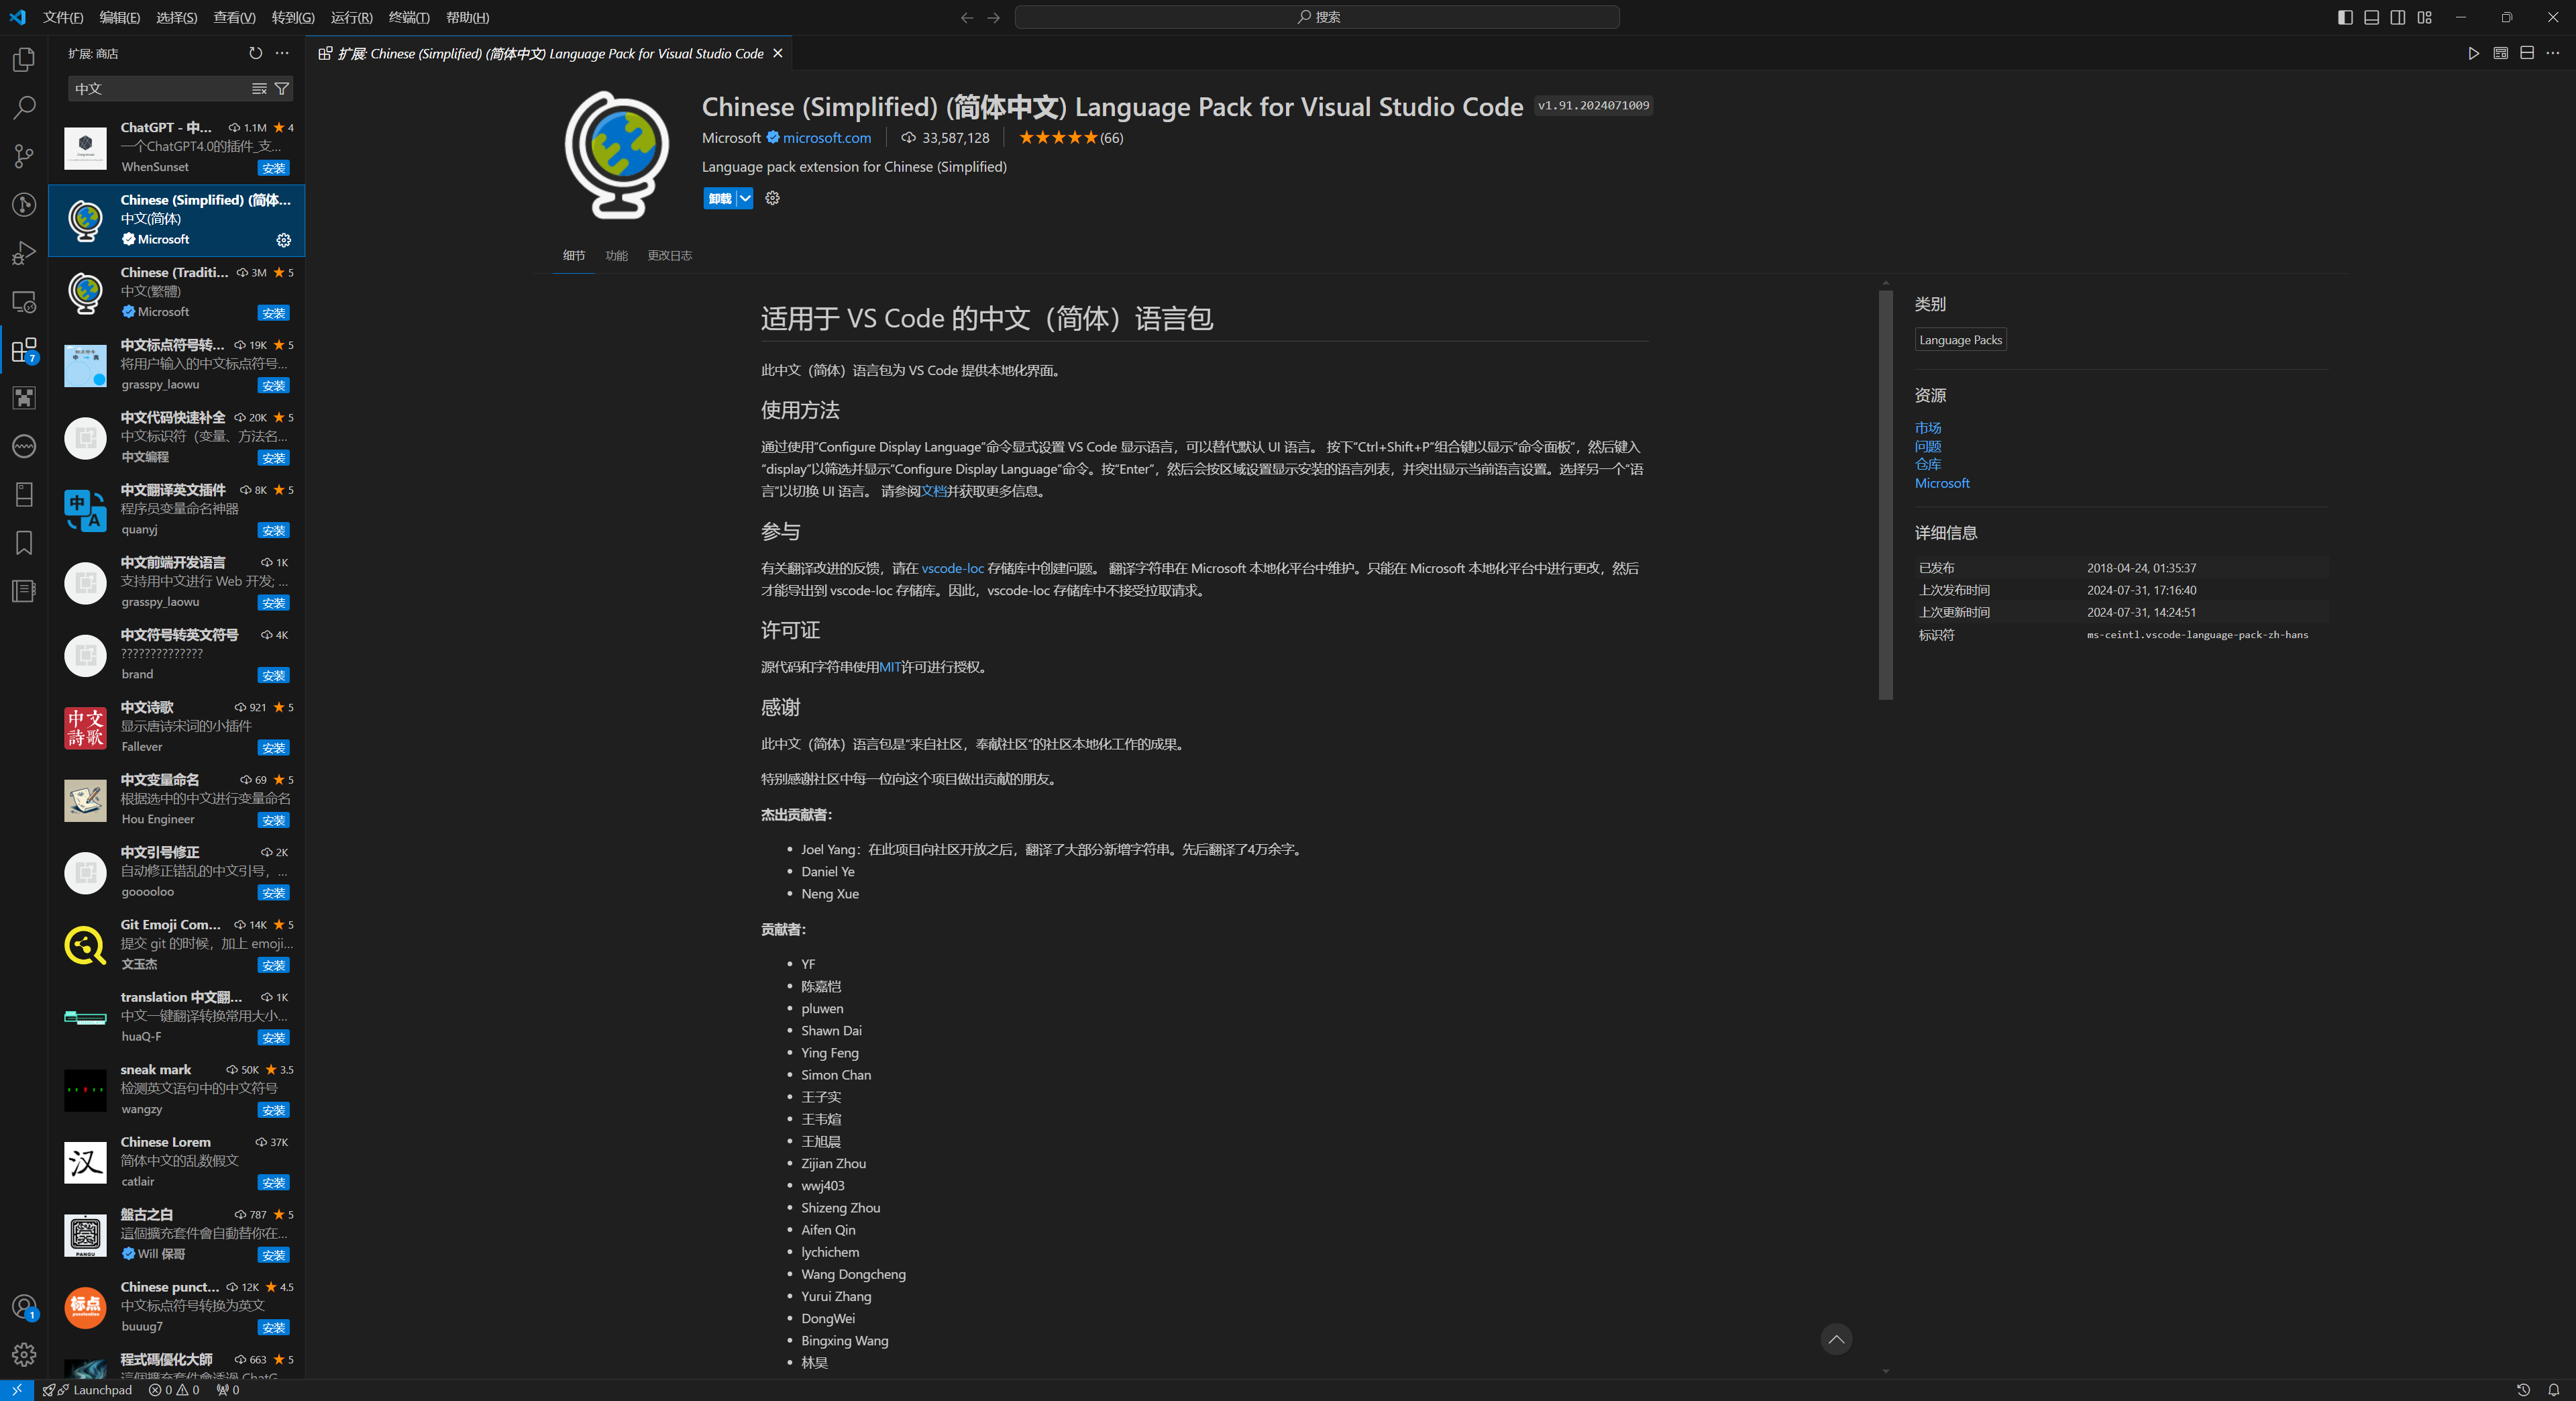 文件(F) 编辑(E) 选择(S) 查看(V) 转到(G) 运行(R) 终端(T) 帮助(H)
搜索
扩展: 商店
中文
ChatGPT - 中... 1.1M 4
一个ChatGPT4.0的插件_支...
WhenSunset 安装
Chinese (Simplified) (简体...
中文(简体)
Microsoft
Chinese (Traditi... 3M 5
中文(繁體)
Microsoft 安装
中文标点符号转... 19K 5
将用户输入的中文标点符号...
grasspy_laowu 安装
中文代码快速补全 20K 5
中文标识符（变量、方法名...
中文编程 安装
中文翻译英文插件 8K 5
程序员变量命名神器
quanyj 安装
中文前端开发语言 1K
支持用中文进行 Web 开发; ...
grasspy_laowu 安装
中文符号转英文符号 4K
??????????????
brand 安装
中文诗歌 921 5
显示唐诗宋词的小插件
Fallever 安装
中文变量命名 69 5
根据选中的中文进行变量命名
Hou Engineer 安装
中文引号修正 2K
自动修正错乱的中文引号，...
gooooloo 安装
Git Emoji Com... 14K 5
提交 git 的时候，加上 emoji...
文玉杰 安装
translation 中文翻... 1K
中文一键翻译转换常用大小...
huaQ-F 安装
sneak mark 50K 3.5
检测英文语句中的中文符号
wangzy 安装
Chinese Lorem 37K
简体中文的乱数假文
catlair 安装
盤古之白 787 5
這個擴充套件會自動替你在...
Will 保哥 安装
Chinese punct... 12K 4.5
中文标点符号转换为英文
buuug7 安装
程式碼優化大師 663 5
這個擴充套件會透過 ChatG
中
A
中文
詩歌
汉
PANGU
标点
7
1
扩展: Chinese (Simplified) (简体中文) Language Pack for Visual Studio Code
Chinese (Simplified) (简体中文) Language Pack for Visual Studio Code v1.91.2024071009
Microsoft microsoft.com 33,587,128 (66)
Language pack extension for Chinese (Simplified)
卸载
细节 功能 更改日志
适用于 VS Code 的中文（简体）语言包
此中文（简体）语言包为 VS Code 提供本地化界面。
使用方法
通过使用“Configure Display Language”命令显式设置 VS Code 显示语言，可以替代默认 UI 语言。 按下“Ctrl+Shift+P”组合键以显示“命令面板”，然后键入
“display”以筛选并显示“Configure Display Language”命令。按“Enter”，然后会按区域设置显示安装的语言列表，并突出显示当前语言设置。选择另一个“语
言”以切换 UI 语言。 请参阅文档并获取更多信息。
参与
有关翻译改进的反馈，请在 vscode-loc 存储库中创建问题。 翻译字符串在 Microsoft 本地化平台中维护。只能在 Microsoft 本地化平台中进行更改，然后
才能导出到 vscode-loc 存储库。因此，vscode-loc 存储库中不接受拉取请求。
许可证
源代码和字符串使用MIT许可进行授权。
感谢
此中文（简体）语言包是“来自社区，奉献社区”的社区本地化工作的成果。
特别感谢社区中每一位向这个项目做出贡献的朋友。
杰出贡献者：
• Joel Yang：在此项目向社区开放之后，翻译了大部分新增字符串。先后翻译了4万余字。
• Daniel Ye
• Neng Xue
贡献者：
• YF
• 陈嘉恺
• pluwen
• Shawn Dai
• Ying Feng
• Simon Chan
• 王子实
• 王韦煊
• 王旭晨
• Zijian Zhou
• wwj403
• Shizeng Zhou
• Aifen Qin
• lychichem
• Wang Dongcheng
• Yurui Zhang
• DongWei
• Bingxing Wang
• 林昊
类别
Language Packs
资源
市场
问题
仓库
Microsoft
详细信息
已发布 2018-04-24, 01:35:37
上次发布时间 2024-07-31, 17:16:40
上次更新时间 2024-07-31, 14:24:51
标识符 ms-ceintl.vscode-language-pack-zh-hans
Launchpad 0 0 0